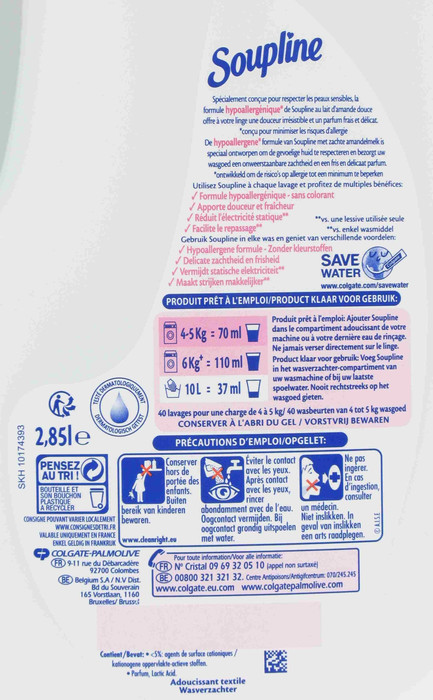 Soupline
Spécialement conçue pour respecter les peaux sensibles, la
formule hypoallergénique* de Soupline au lait d'amande douce
offre à votre linge une douceur irrésistible et un parfum frais et délicat.
*conçu pour minimiser les risques d'allergie
De hypoallergene* formule van Soupline met zachte amandelmelk is
speciaal ontworpen om de gevoelige huid te respecteren en bezorgt uw
wasgoed een onweerstaanbare zachtheid en een fris en delicaat parfum.
*ontwikkeld om de risico's op allergie tot een minimum te beperken
Utilisez Soupline à chaque lavage et profitez de multiples bénéfices:
✓ Formule hypoallergénique - sans colorant
✓ Apporte douceur et fraîcheur
✓ Réduit l'électricité statique**
✓ Facilite le repassage**
**vs. une lessive utilisée seule
**vs. enkel wasmiddel
Gebruik Soupline in elke was en geniet van verschillende voordelen:
✓ Hypoallergene formule - Zonder kleurstoffen
✓ Delicate zachtheid en frisheid
✓ Vermijdt statische elektriciteit**
✓ Maakt strijken makkelijker**
SAVE
WATER
www.colgate.com/savewater
PRODUIT PRÊT À L'EMPLOI/PRODUCT KLAAR VOOR GEBRUIK:
4-5 Kg = 70 ml
6 Kg+ = 110 ml
10 L = 37 ml
Produit prêt à l'emploi: Ajouter Soupline
dans le compartiment adoucissant de votre
machine ou à votre dernière eau de rinçage.
Ne jamais verser directement sur le linge.
Product klaar voor gebruik: Voeg Soupline
in het wasverzachter-compartiment van
uw wasmachine of bij uw laatste
spoelwater. Nooit rechtstreeks op het
wasgoed gieten.
40 lavages pour une charge de 4 à 5 kg/ 40 wasbeurten van 4 tot 5 kg wasgoed
CONSERVER À L'ABRI DU GEL / VORSTVRIJ BEWAREN
TESTÉ DERMATOLOGIQUEMENT
DERMATOLOGISCH GETEST
2,85l e
SKH 10174393
PRÉCAUTIONS D'EMPLOI/OPGELET:
PENSEZ
AU TRI !
BOUTEILLE ET
SON BOUCHON
PLASTIQUE
À RECYCLER
CONSIGNE POUVANT VARIER LOCALEMENT
WWW.CONSIGNESDETRI.FR
VALABLE UNIQUEMENT EN FRANCE
ENKEL GELDIG IN FRANKRIJK
Conserver
hors de
portée des
enfants.
Buiten
bereik van kinderen
bewaren.
www.cleanright.eu
Éviter le contact
avec les yeux.
Après contact
avec les yeux,
rincer
abondamment avec de l'eau.
Oogcontact vermijden. Bij
oogcontact grondig uitspoelen
met water.
Ne pas
ingérer.
En cas
d'ingestion,
consulter
un médecin.
Niet inslikken. In
geval van inslikken
een arts raadplegen.
©A.I.S.E
COLGATE-PALMOLIVE
FR 9-11 rue du Débarcadère
92700 Colombes
BE Belgium S.A / N.V Dist.
Bd du Souverain
165 Vorstlaan, 1160
Bruxelles/ Brussel
Pour toute information/Voor alle informatie:
FR N° Cristal 09 69 32 05 10 (appel non surtaxé)
BE 00800 321 321 32. Centre Antipoisons/Antigifcentrum: 070/245.245
www.colgate.eu.com www.colgatepalmolive.com
Contient/Bevat: • <5% agents de surface cationiques /
kationogene oppervlakte-actieve stoffen.
• Parfum, Lactic Acid.
Adoucissant textile
Wasverzachter